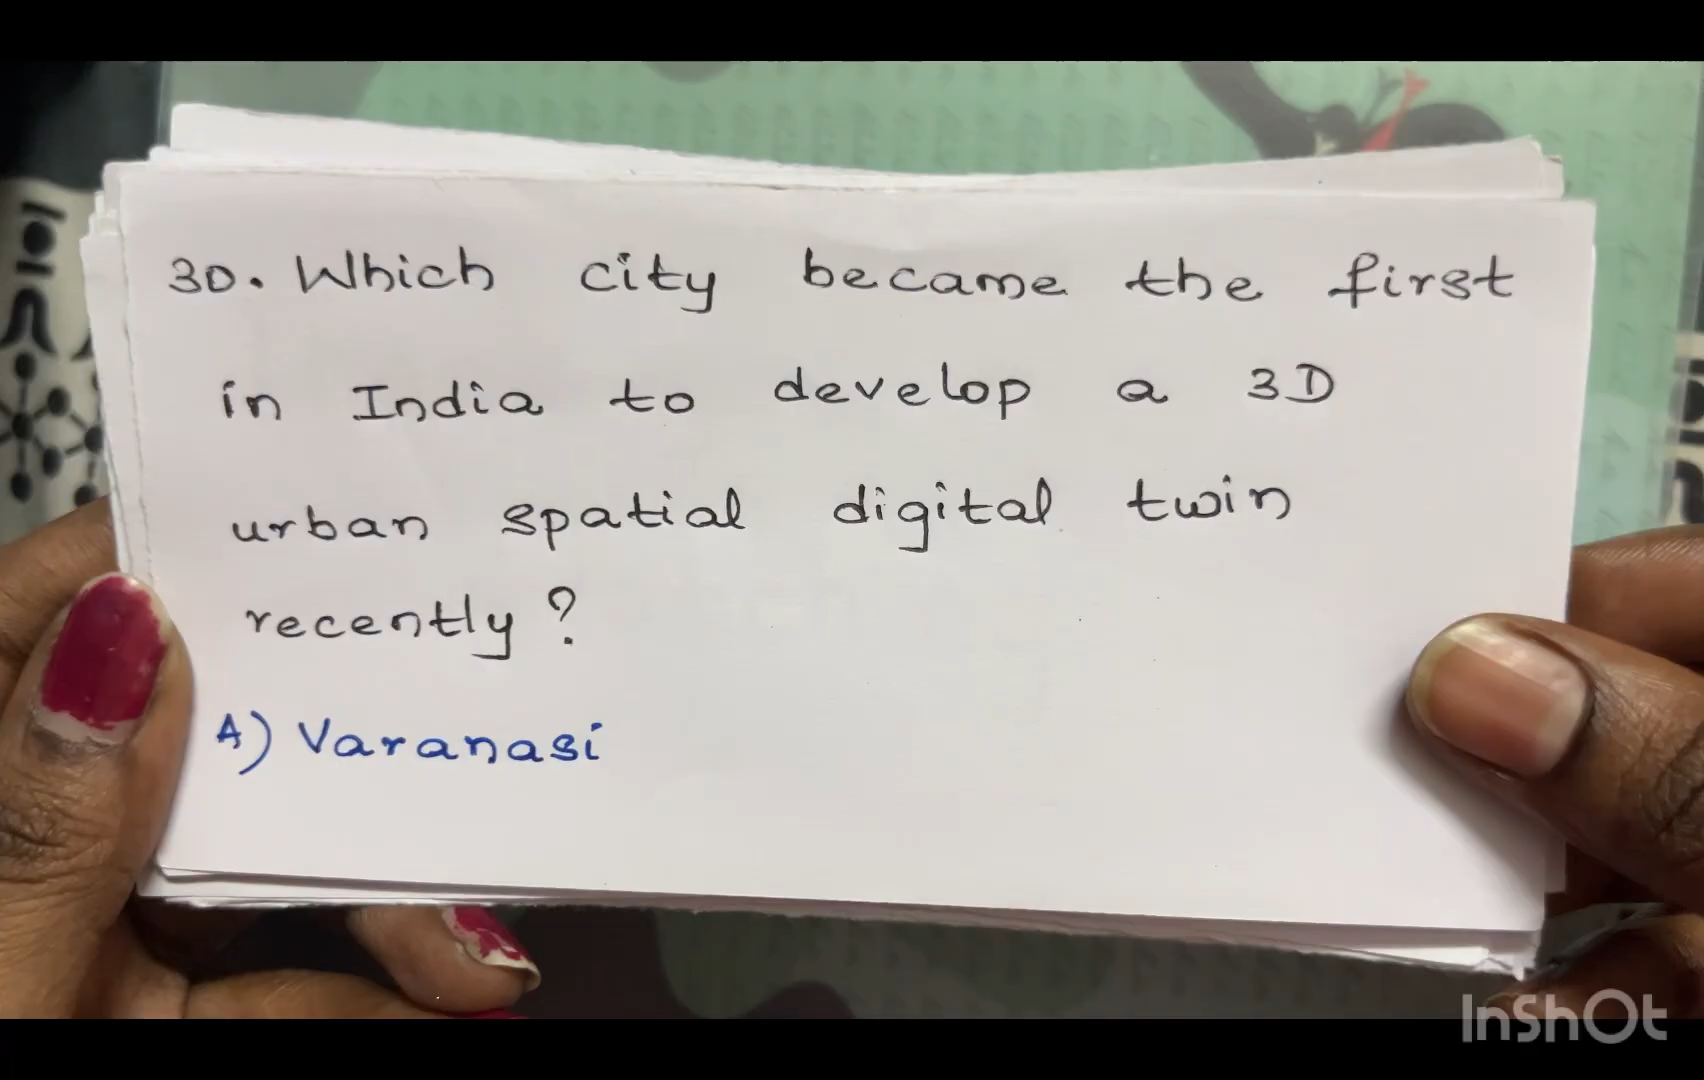 30. Which city became the first
in India to develop a 3D
urban spatial digital twin
recently?
A) Varanasi
InShOt